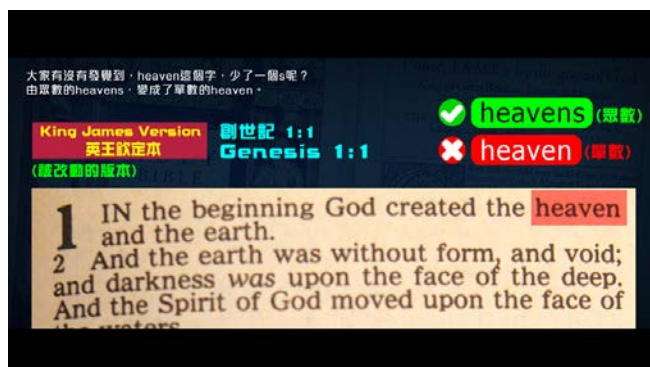 大家有沒有發覺到，heaven這個字，少了一個s呢？
由眾數的heavens，變成了單數的heaven。
heavens (眾數)
King James Version
英王欽定本
創世記 1:1
Genesis 1:1
heaven (單數)
(被改動的版本)
1 IN the beginning God created the heaven
and the earth.
2 And the earth was without form, and void;
and darkness was upon the face of the deep.
And the Spirit of God moved upon the face of
the waters